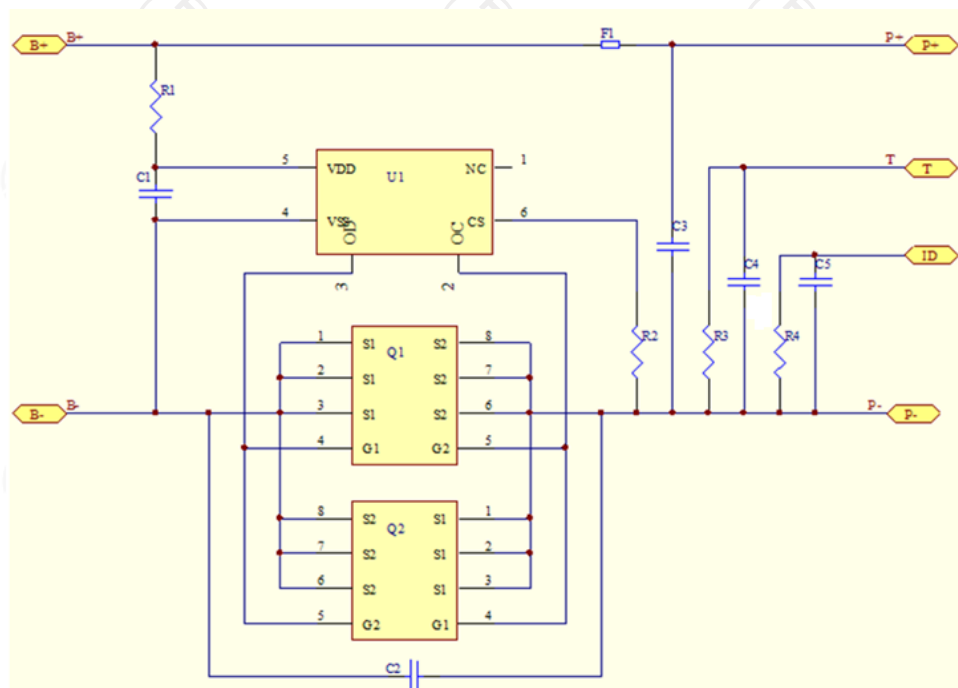 B+ B+ F1 P+ P+
R1
C1 5 VDD U1 NC 1 T T
4 VSS CS 6 C3
OD OC ID
3 2 C4 C5
1 S1 Q1 S2 8 R2 R3 R4
2 S1 S2 7
B- B- 3 S1 S2 6 P- P-
4 G1 G2 5
8 S2 Q2 S1 1
7 S2 S1 2
6 S2 S1 3
5 G2 G1 4
C2